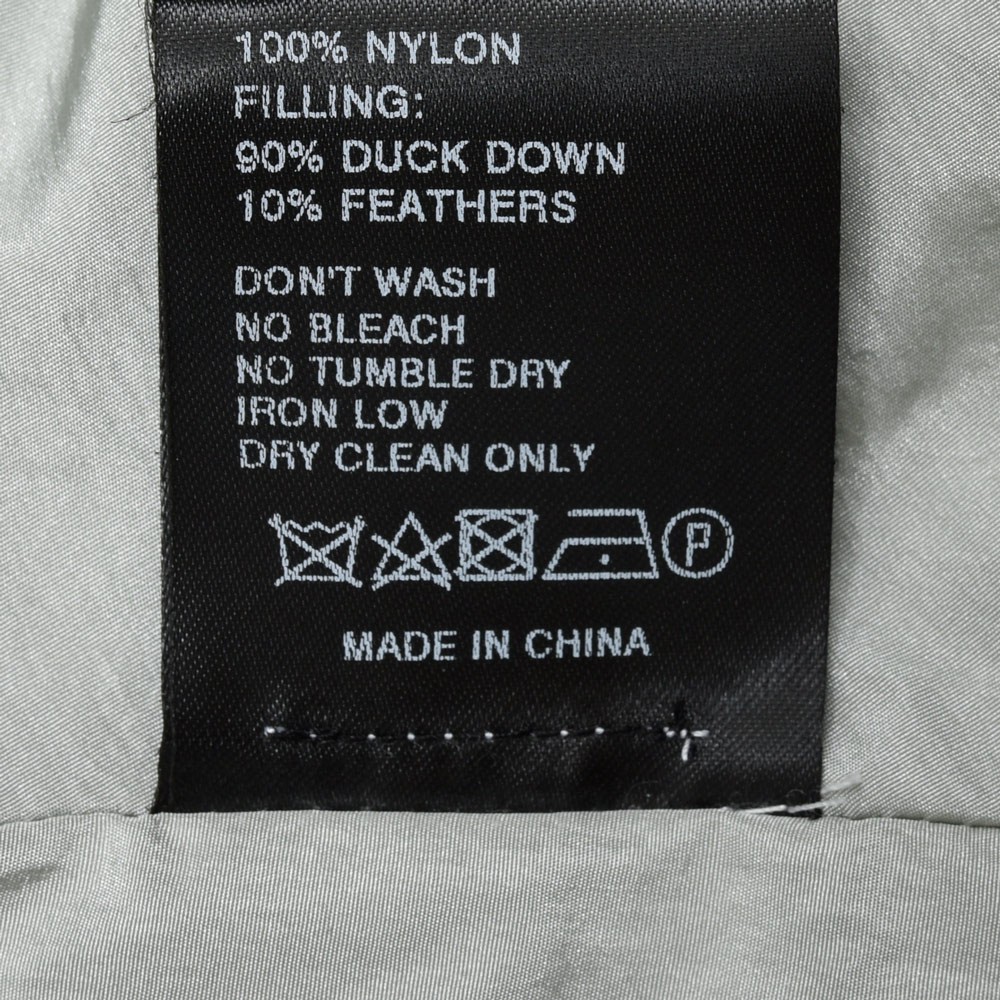 100% NYLON
FILLING:
90% DUCK DOWN
10% FEATHERS
DON'T WASH
NO BLEACH
NO TUMBLE DRY
IRON LOW
DRY CLEAN ONLY
P
MADE IN CHINA